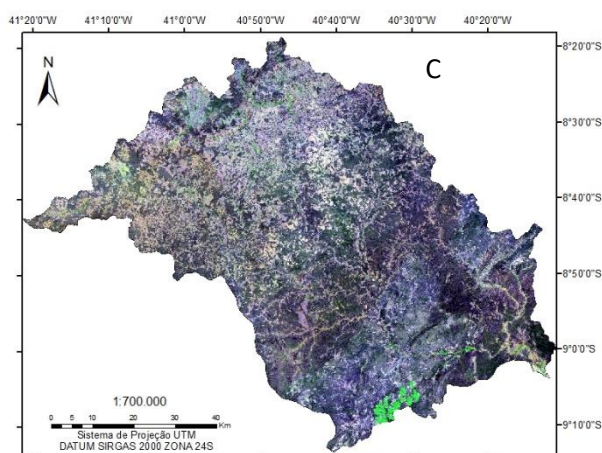 41°20'0"W 41°10'0"W 41°0'0"W 40°50'0"W 40°40'0"W 40°30'0"W 40°20'0"W
8°20'0"S
N
C
8°30'0"S
8°40'0"S
8°50'0"S
9°0'0"S
1:700.000
0 5 10 20 30 40
Km
Sistema de Projeção UTM
DATUM SIRGAS 2000 ZONA 24S
9°10'0"S